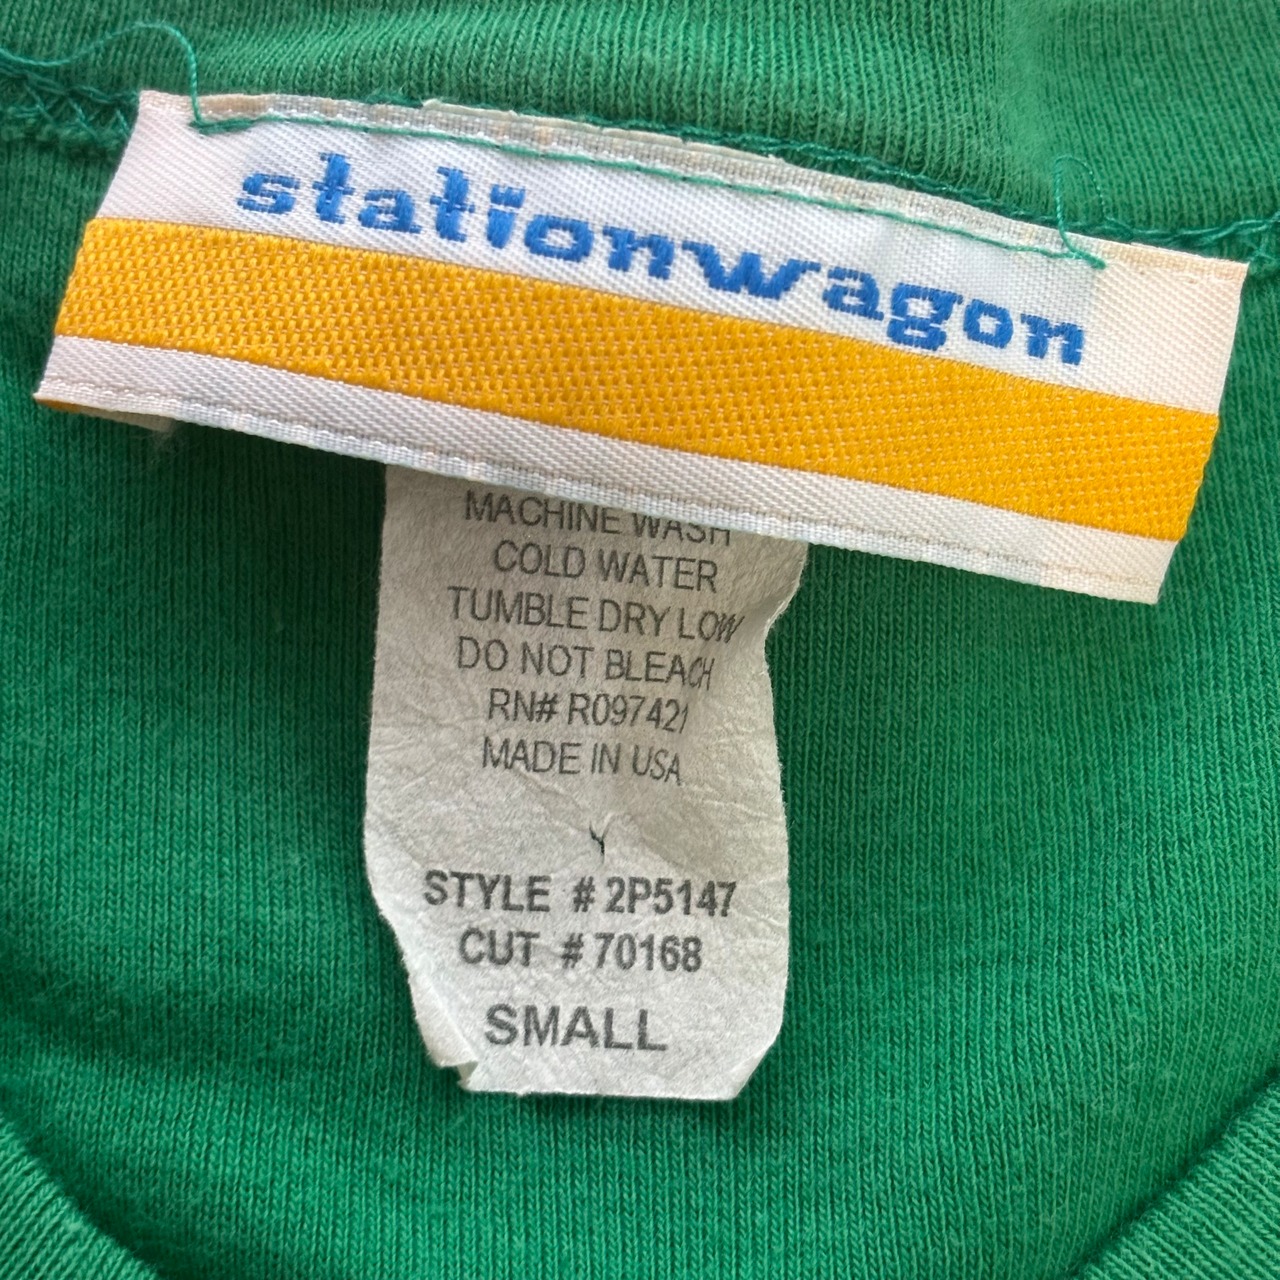 stationwagon
MACHINE WASH
COLD WATER
TUMBLE DRY LOW
DO NOT BLEACH
RN# R097421
MADE IN USA
Y
STYLE # 2P5147
CUT # 70168
SMALL